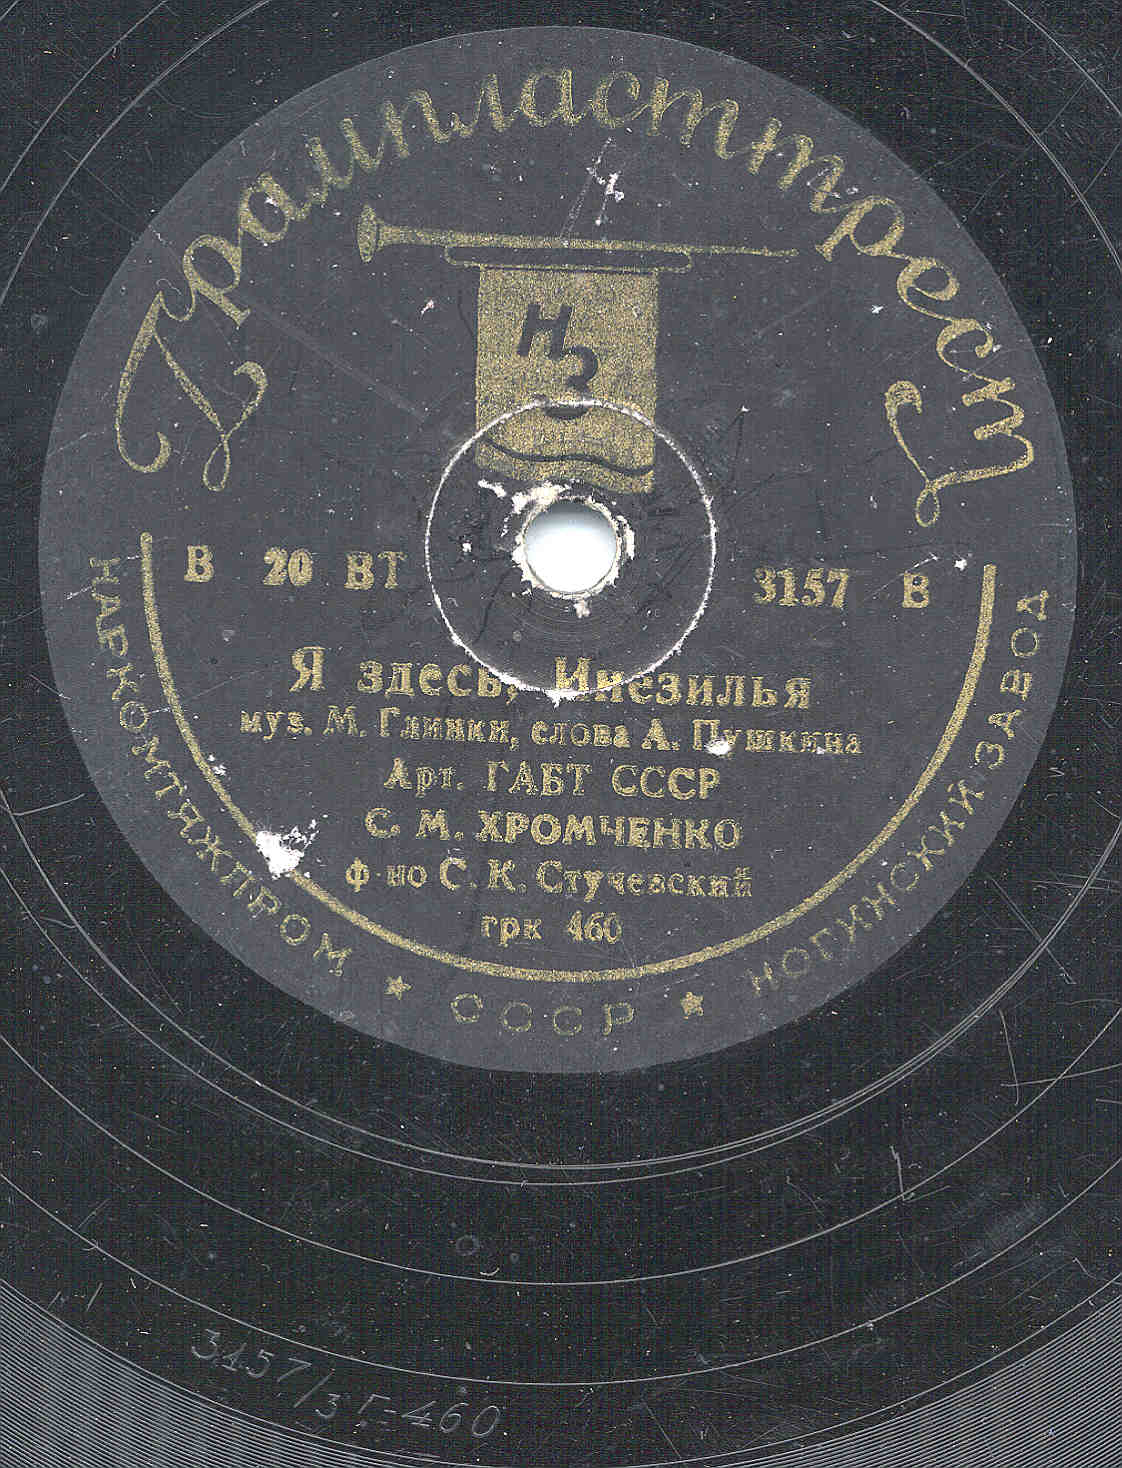 Грампласттрест
НЗ
В 20 ВТ 3157 В
Я здесь, Инезилья
муз. М. Глинки, слова А. Пушкина
Арт. ГАБТ СССР
С. М. ХРОМЧЕНКО
ф-но С. К. Стучевский
грк 460
НАРКОМТЯЖПРОМ ★ СССР ★ НОГИНСКИЙ ЗАВОД
3157/3 Г-460